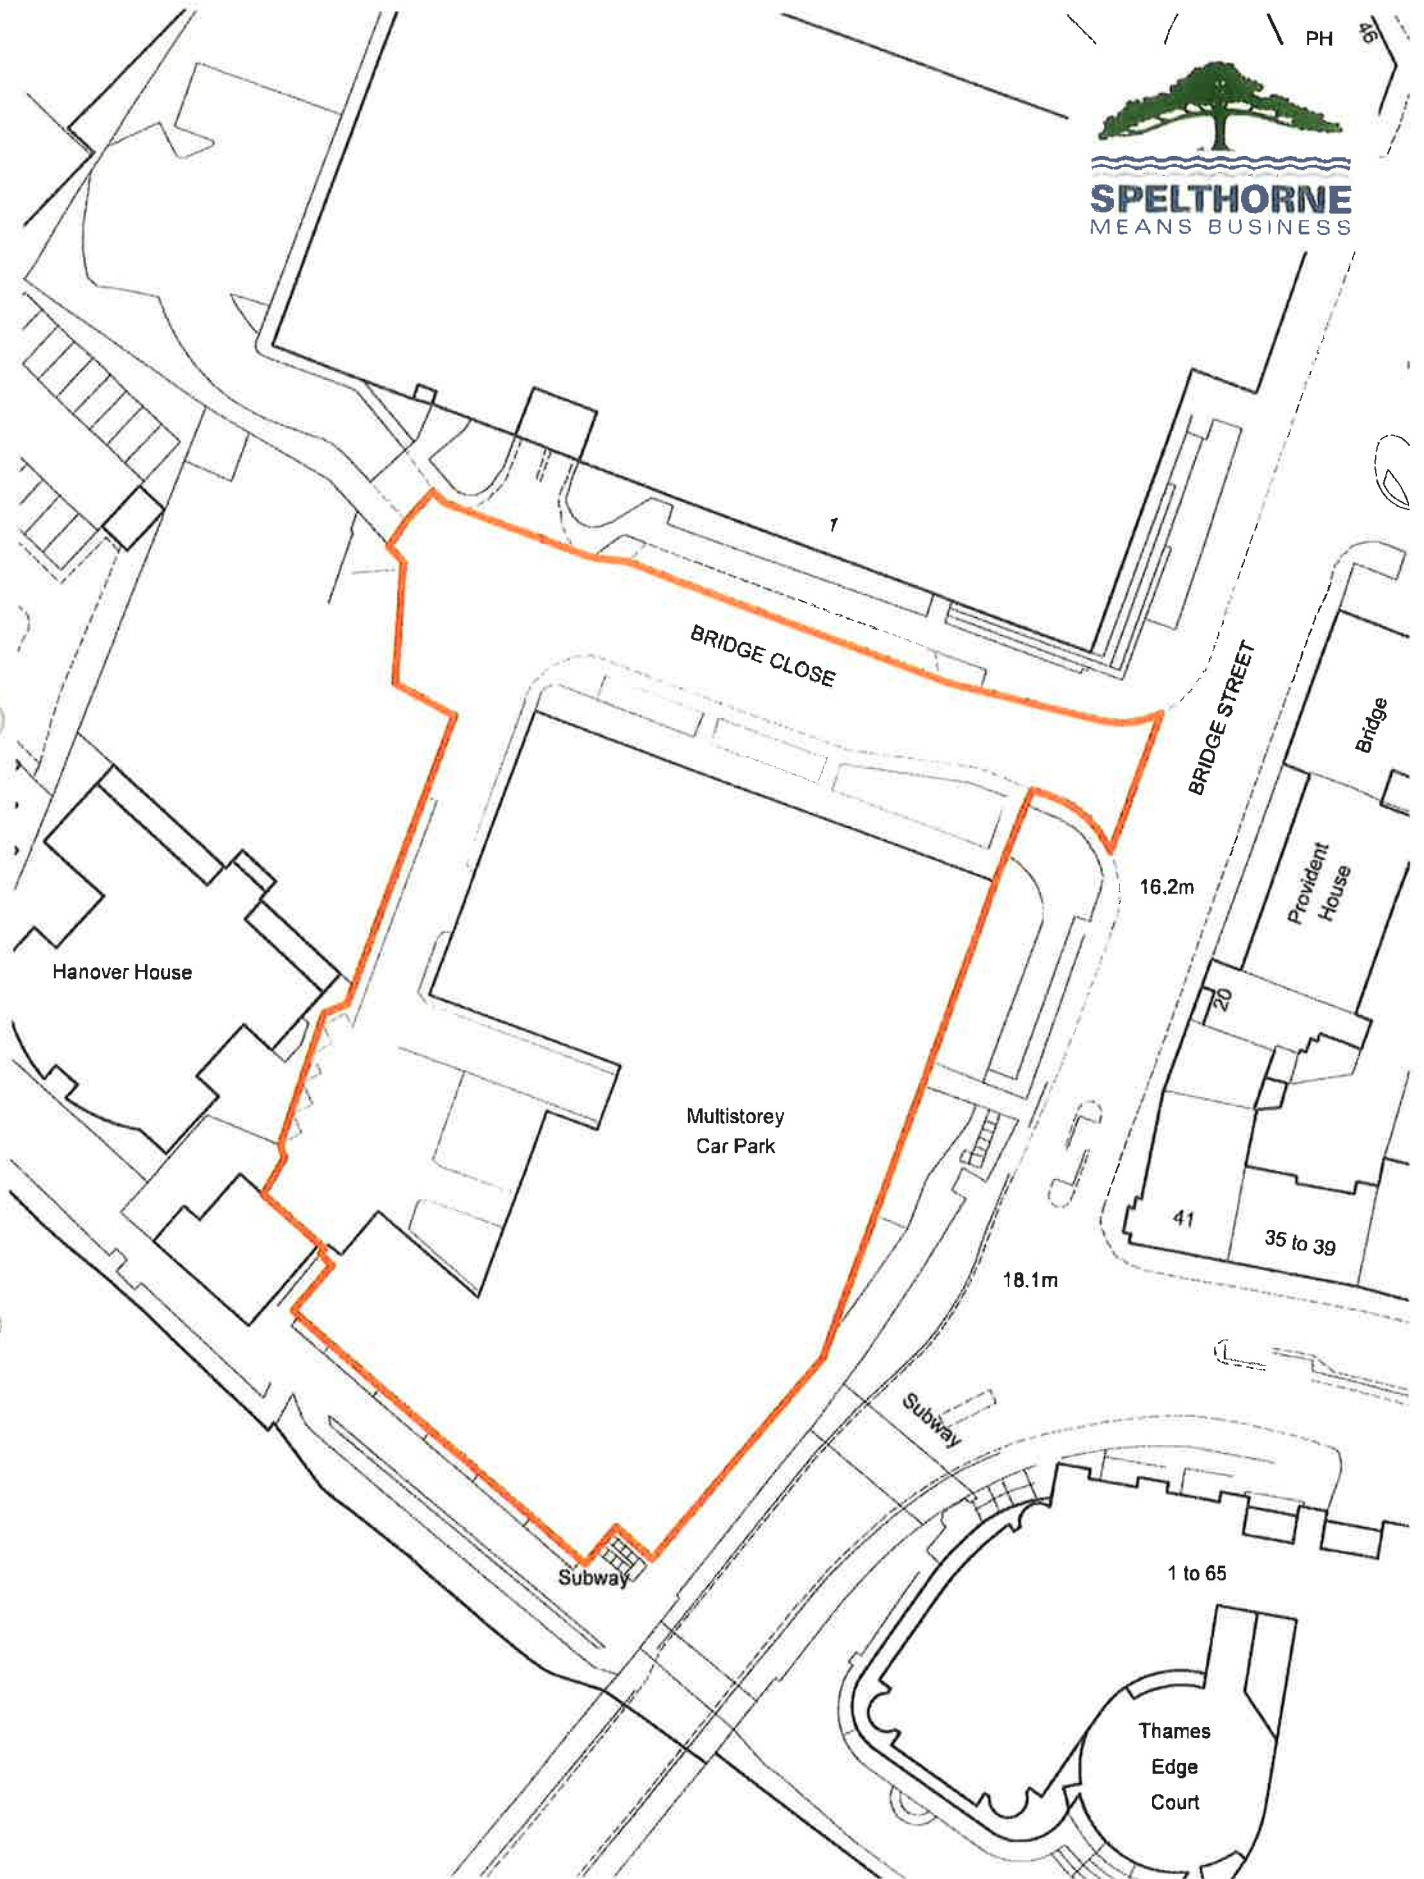 PH
46
SPELTHORNE
MEANS BUSINESS
1
BRIDGE CLOSE
BRIDGE STREET
Bridge
Provident
House
16.2m
20
Hanover House
Multistorey
Car Park
41
35 to 39
18.1m
Subway
Subway
1 to 65
Thames
Edge
Court